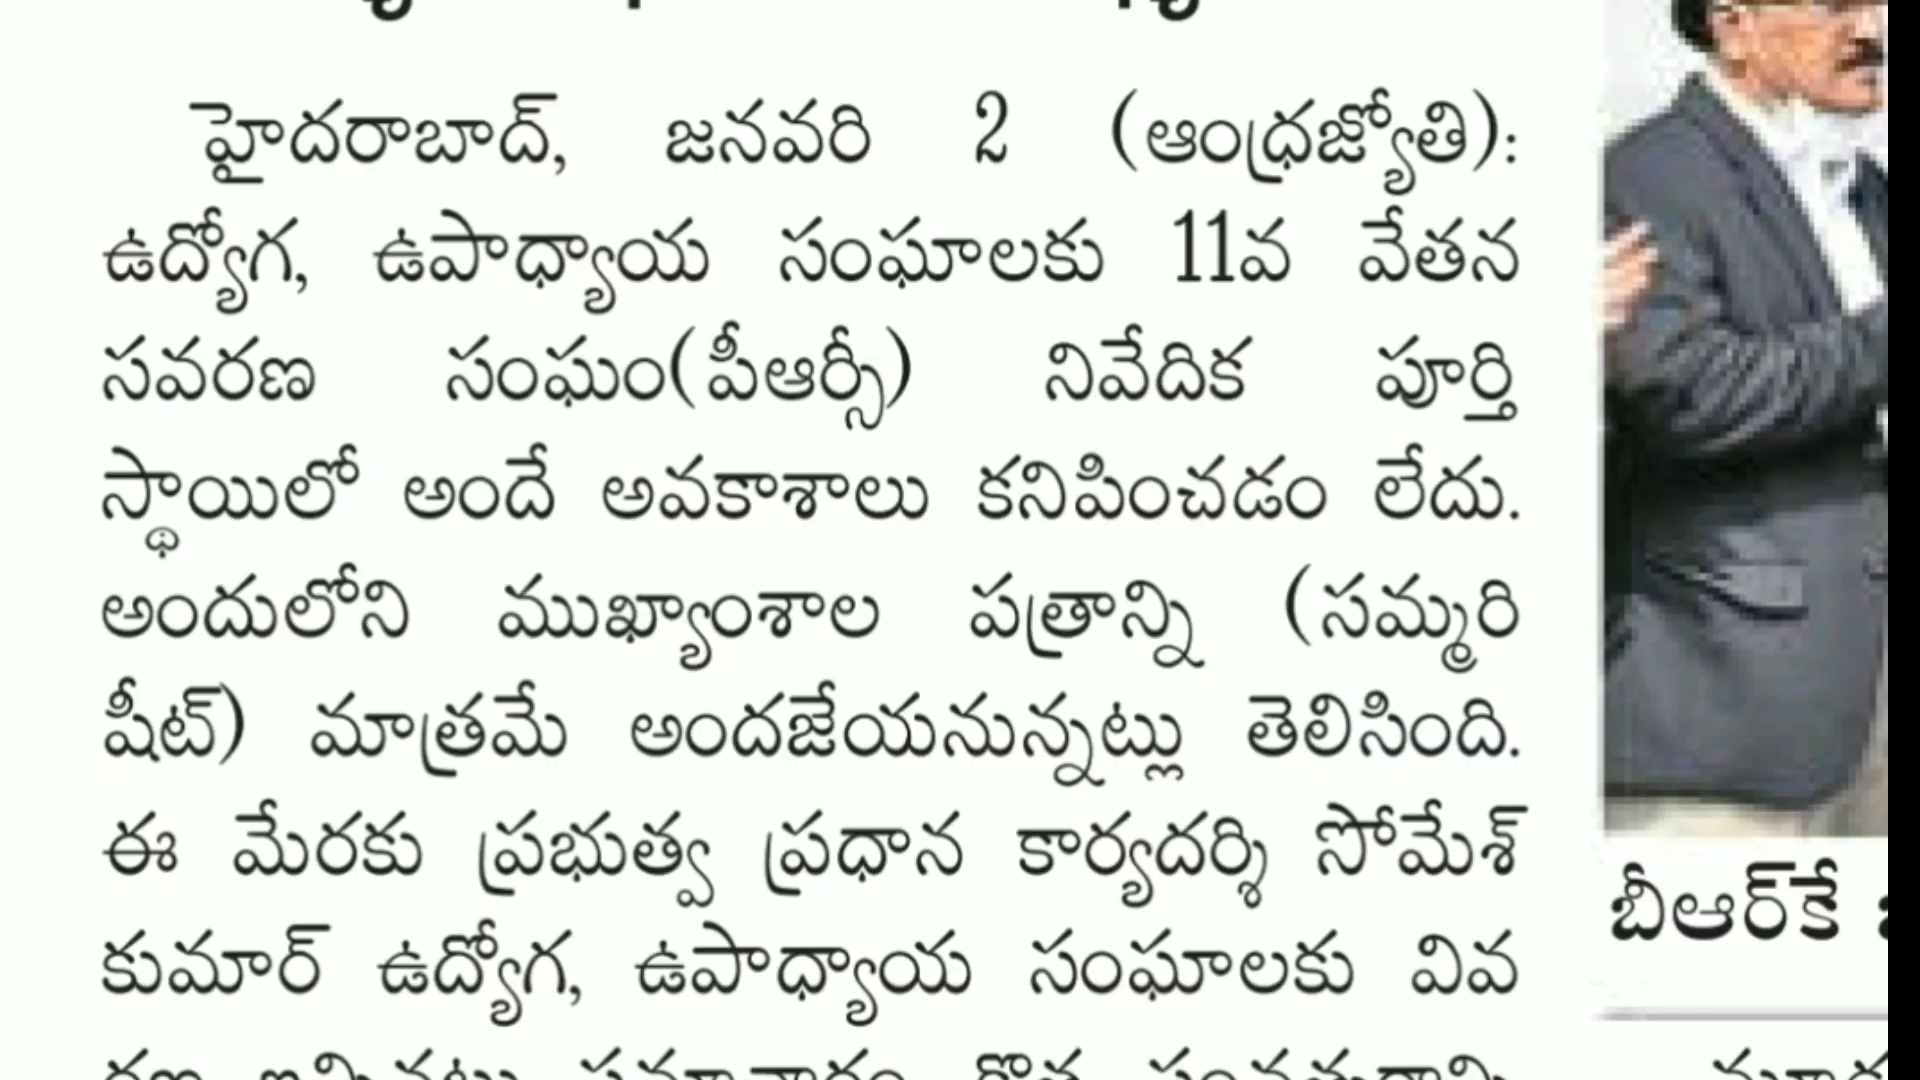 హైదరాబాద్, జనవరి 2 (ఆంధ్రజ్యోతి):
ఉద్యోగ, ఉపాధ్యాయ సంఘాలకు 11వ వేతన
సవరణ సంఘం(పీఆర్సీ) నివేదిక పూర్తి
స్థాయిలో అందే అవకాశాలు కనిపించడం లేదు.
అందులోని ముఖ్యాంశాల పత్రాన్ని (సమ్మరి
షీట్) మాత్రమే అందజేయనున్నట్లు తెలిసింది.
ఈ మేరకు ప్రభుత్వ ప్రధాన కార్యదర్శి సోమేశ్
కుమార్ ఉద్యోగ, ఉపాధ్యాయ సంఘాలకు వివ
బీఆర్‌కే